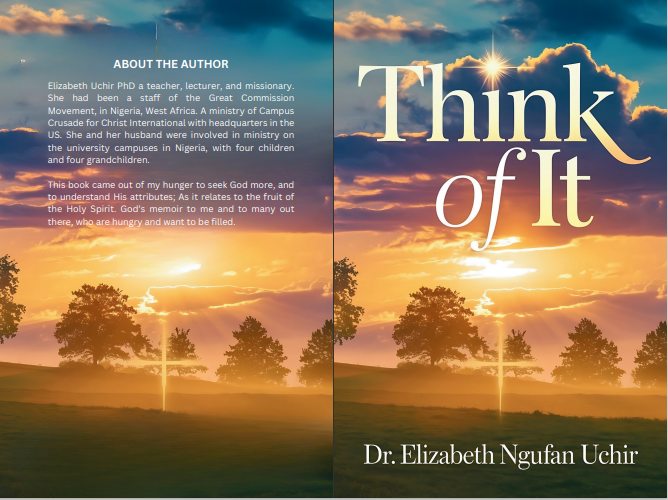 ABOUT THE AUTHOR
Elizabeth Uchir PhD a teacher, lecturer, and missionary.
She had been a staff of the Great Commission
Movement, in Nigeria, West Africa. A ministry of Campus
Crusade for Christ International with headquarters in the
US. She and her husband were involved in ministry on
the university campuses in Nigeria, with four children
and four grandchildren.
This book came out of my hunger to seek God more, and
to understand His attributes; As it relates to the fruit of
the Holy Spirit. God's memoir to me and to many out
there, who are hungry and want to be filled.
Think
of It
Dr. Elizabeth Ngufan Uchir